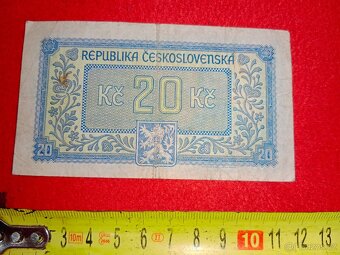 REPUBLIKA ČESKOSLOVENSKÁ
Kč 20 Kč
20 20
3 4 5 6 7 8 9 10 11 12 13